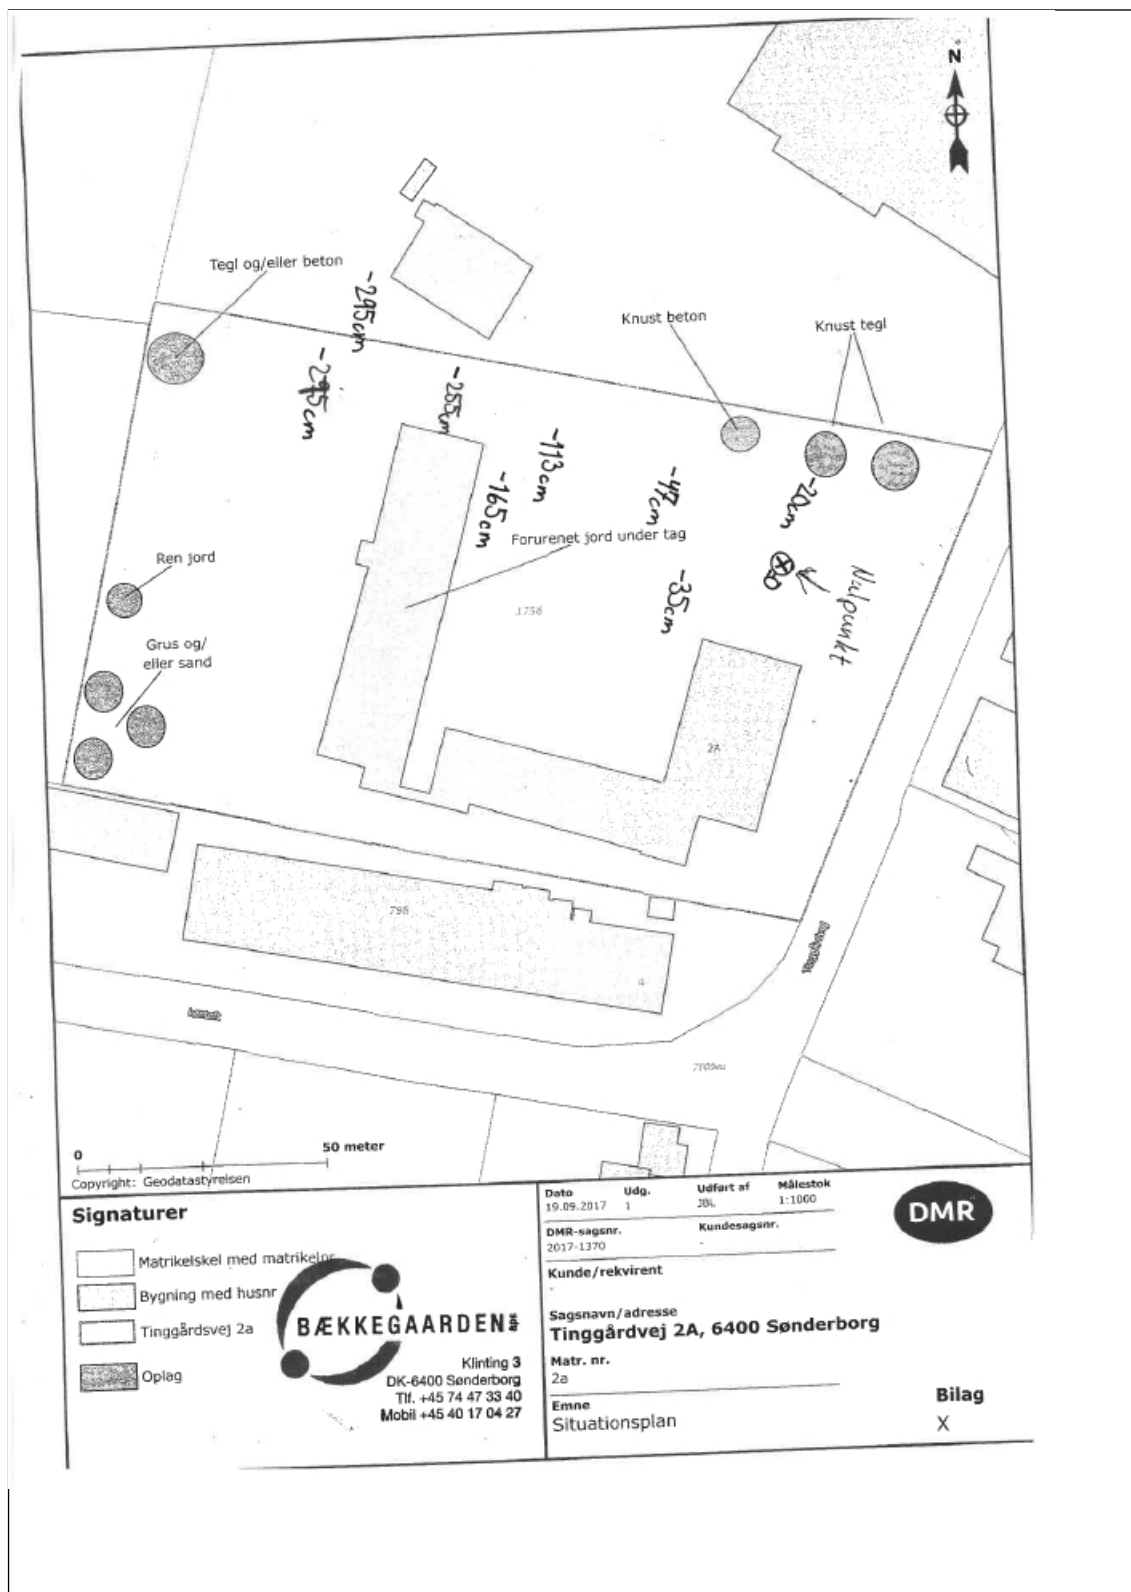 N
Tegl og/eller beton
-295cm
Knust beton
Knust tegl
-295cm
-255cm
-113cm
-165cm
-47cm
-20cm
Forurenet jord under tag
Ren jord
Nulpunkt
-35cm
1756
Grus og/
eller sand
2A
798
4
0
50 meter
Copyright: Geodatastyrelsen
Signaturer
Matrikelskel med matrikelnr
Bygning med husnr
Tinggårdsvej 2a
Oplag
BÆKKEGAARDEN aps
Klinting 3
DK-6400 Sønderborg
Tlf. +45 74 47 33 40
Mobil +45 40 17 04 27
Dato Udg. Udført af Målestok
19.09.2017 1 JBL 1:1000
DMR-sagsnr. Kundesagsnr.
2017-1370 -
Kunde/rekvirent
-
Sagsnavn/adresse
Tinggårdvej 2A, 6400 Sønderborg
Matr. nr.
2a
Emne
Situationsplan
DMR
Bilag
X